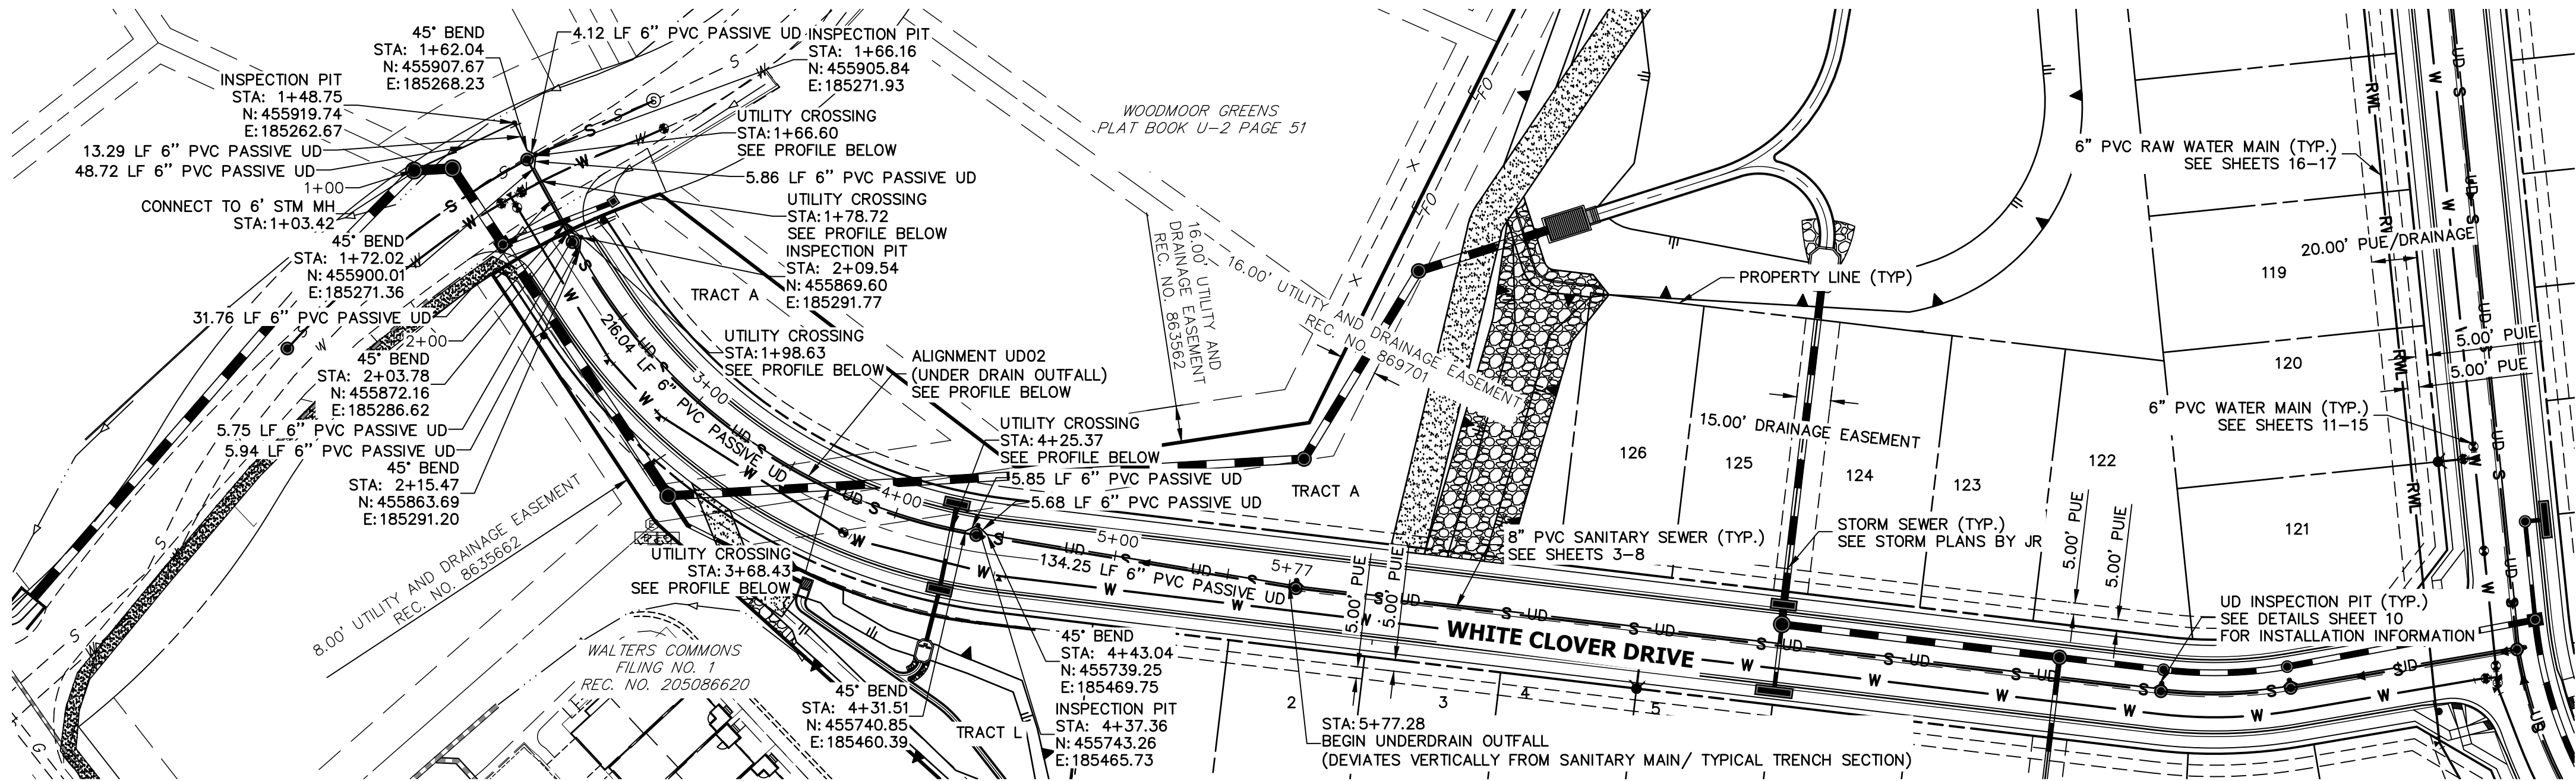 45° BEND
STA: 1+62.04
N: 455907.67
E: 185268.23
4.12 LF 6" PVC PASSIVE UD
INSPECTION PIT
STA: 1+66.16
N: 455905.84
E: 185271.93
INSPECTION PIT
STA: 1+48.75
N: 455919.74
E: 185262.67
13.29 LF 6" PVC PASSIVE UD
48.72 LF 6" PVC PASSIVE UD
1+00
CONNECT TO 6' STM MH
STA: 1+03.42
45° BEND
STA: 1+72.02
N: 455900.01
E: 185271.36
31.76 LF 6" PVC PASSIVE UD
2+00
45° BEND
STA: 2+03.78
N: 455872.16
E: 185286.62
5.75 LF 6" PVC PASSIVE UD
5.94 LF 6" PVC PASSIVE UD
45° BEND
STA: 2+15.47
N: 455863.69
E: 185291.20
UTILITY CROSSING
STA: 1+66.60
SEE PROFILE BELOW
5.86 LF 6" PVC PASSIVE UD
UTILITY CROSSING
STA: 1+78.72
SEE PROFILE BELOW
INSPECTION PIT
STA: 2+09.54
N: 455869.60
E: 185291.77
TRACT A
216.04 LF 6" PVC PASSIVE UD
3+00
UTILITY CROSSING
STA: 1+98.63
SEE PROFILE BELOW
ALIGNMENT UD02
(UNDER DRAIN OUTFALL)
SEE PROFILE BELOW
UTILITY CROSSING
STA: 4+25.37
SEE PROFILE BELOW
5.85 LF 6" PVC PASSIVE UD
5.68 LF 6" PVC PASSIVE UD
4+00
WOODMOOR GREENS
PLAT BOOK U-2 PAGE 51
16.00' UTILITY AND
DRAINAGE EASEMENT
REC. NO. 863562
16.00' UTILITY AND DRAINAGE EASEMENT
REC. NO. 869701
TRACT A
8.00' UTILITY AND DRAINAGE EASEMENT
REC. NO. 8635662
UTILITY CROSSING
STA: 3+68.43
SEE PROFILE BELOW
WALTERS COMMONS
FILING NO. 1
REC. NO. 205086620
45° BEND
STA: 4+31.51
N: 455740.85
E: 185460.39
TRACT L
45° BEND
STA: 4+43.04
N: 455739.25
E: 185469.75
INSPECTION PIT
STA: 4+37.36
N: 455743.26
E: 185465.73
5+00
134.25 LF 6" PVC PASSIVE UD
5+77
STA: 5+77.28
BEGIN UNDERDRAIN OUTFALL
(DEVIATES VERTICALLY FROM SANITARY MAIN/ TYPICAL TRENCH SECTION)
5.00' PUE
5.00' PUIE
8" PVC SANITARY SEWER (TYP.)
SEE SHEETS 3-8
WHITE CLOVER DRIVE
2
3
4
5
PROPERTY LINE (TYP)
126
125
15.00' DRAINAGE EASEMENT
124
123
122
STORM SEWER (TYP.)
SEE STORM PLANS BY JR
5.00' PUE
5.00' PUIE
6" PVC RAW WATER MAIN (TYP.)
SEE SHEETS 16-17
20.00' PUE/DRAINAGE
119
120
121
5.00' PUIE
5.00' PUE
6" PVC WATER MAIN (TYP.)
SEE SHEETS 11-15
UD INSPECTION PIT (TYP.)
SEE DETAILS SHEET 10
FOR INSTALLATION INFORMATION